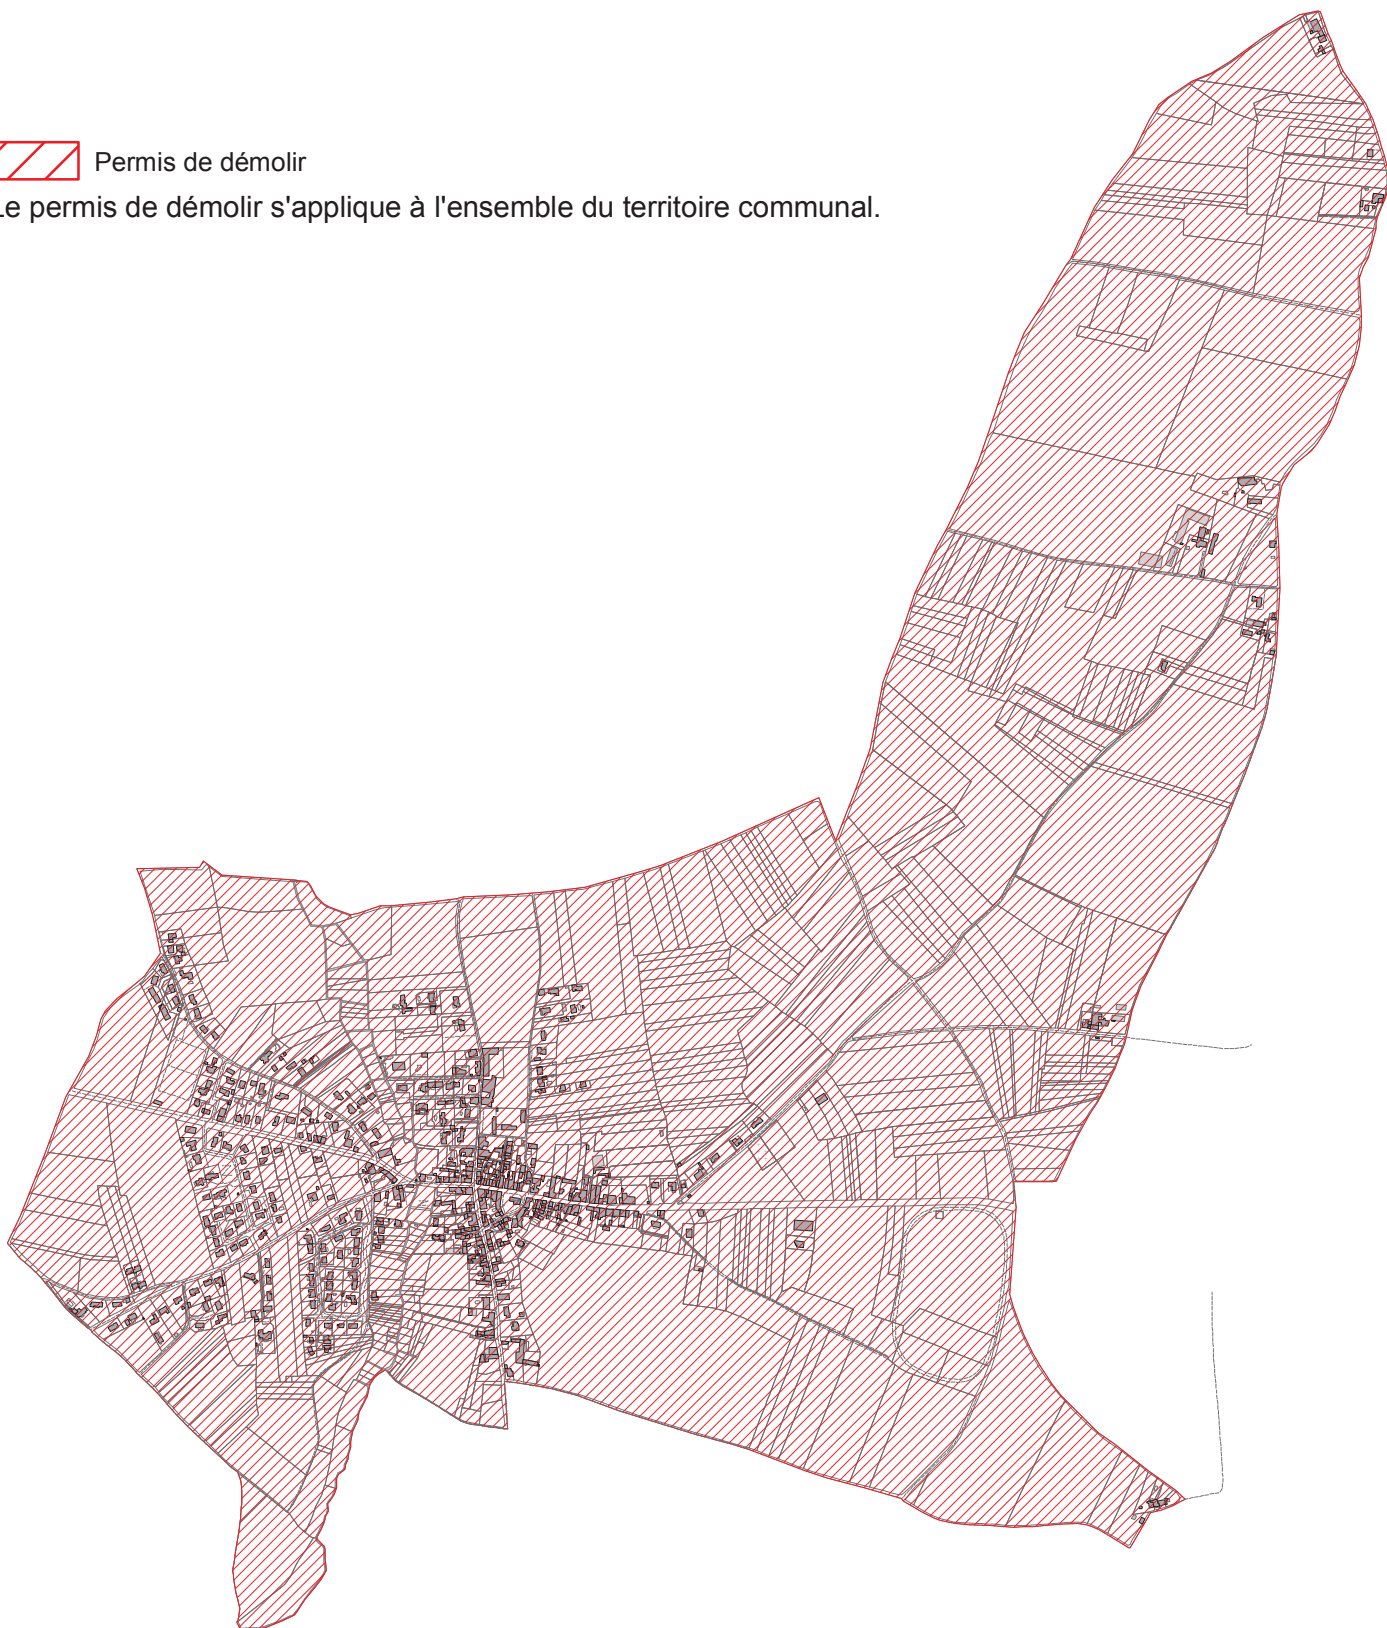 Permis de démolir
Le permis de démolir s'applique à l'ensemble du territoire communal.